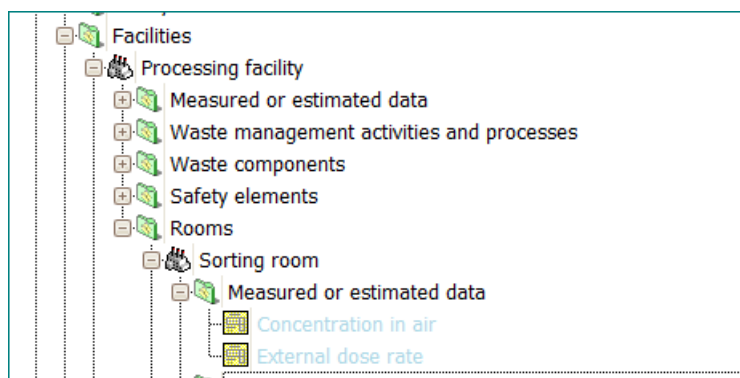 Facilities
Processing facility
Measured or estimated data
Waste management activities and processes
Waste components
Safety elements
Rooms
Sorting room
Measured or estimated data
Concentration in air
External dose rate